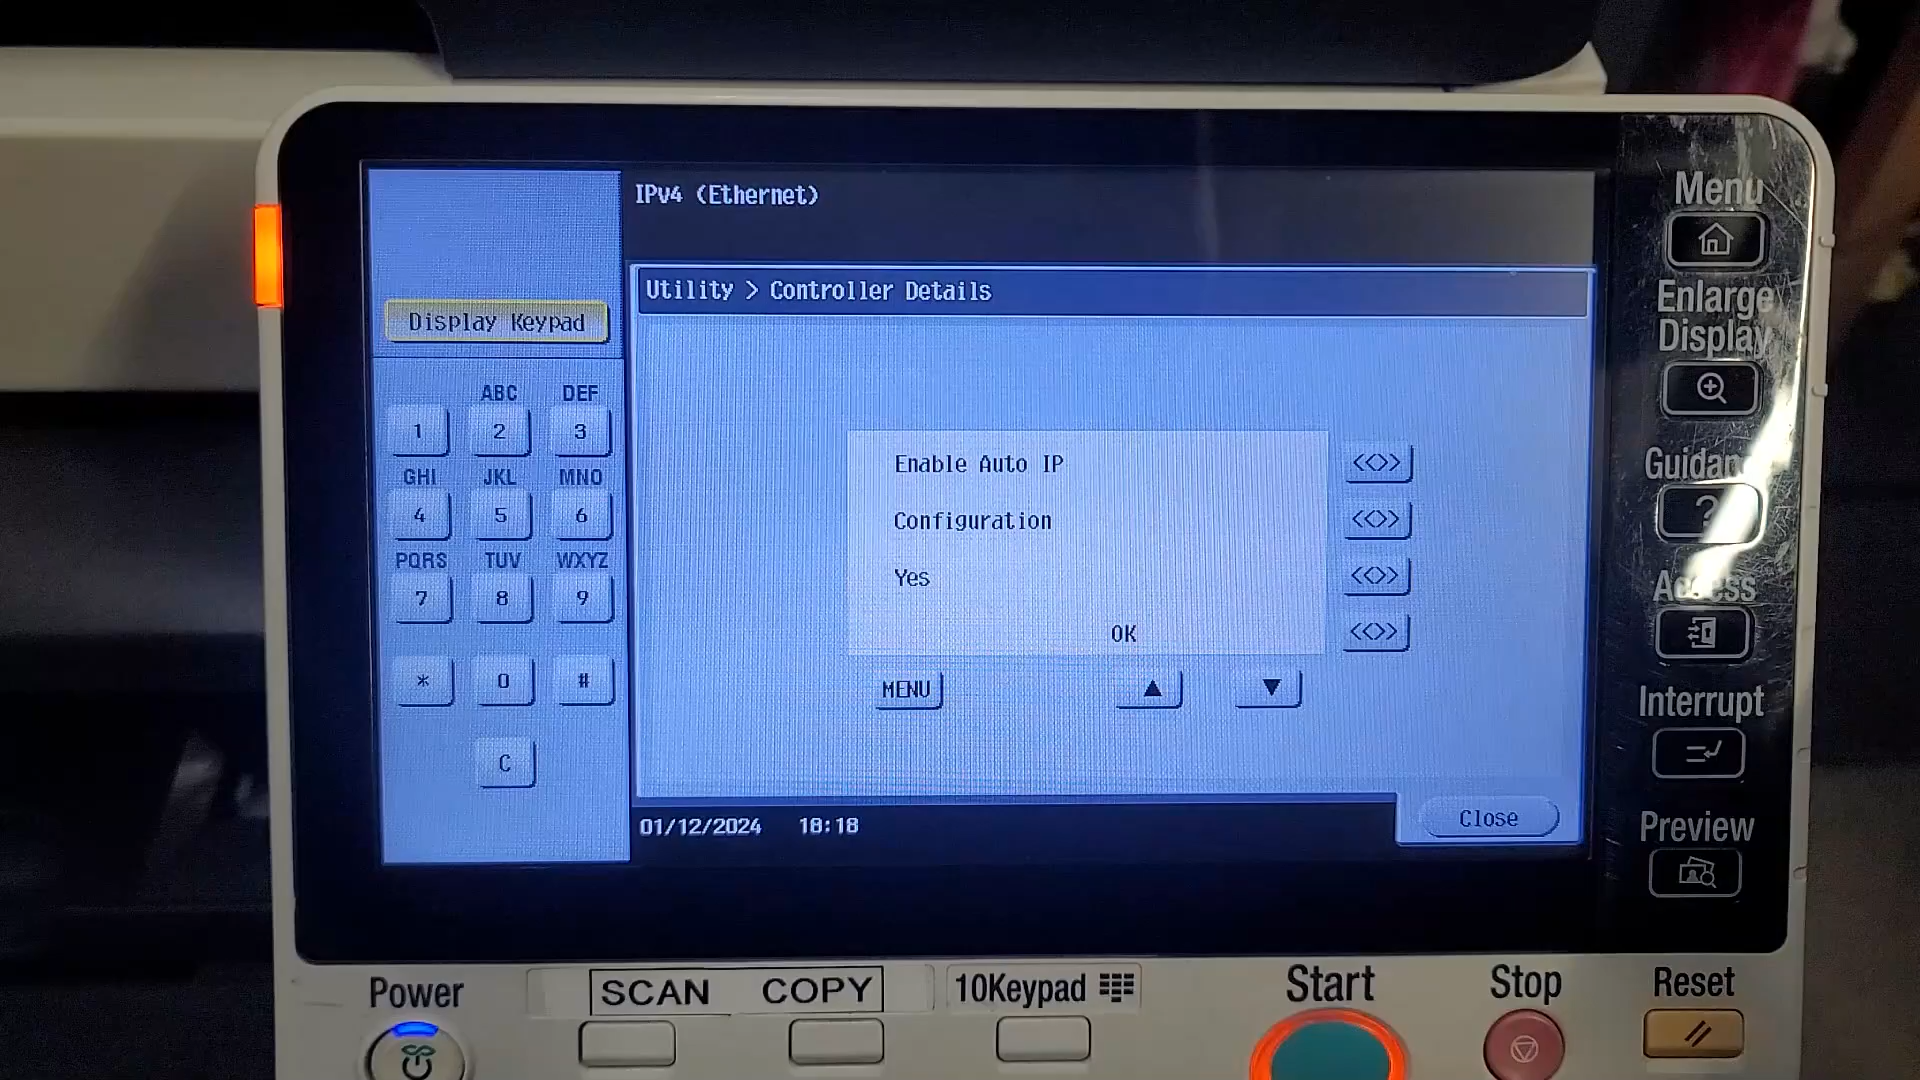 IPv4 (Ethernet)
Utility > Controller Details
Display Keypad
ABC DEF
1 2 3
GHI JKL MNO
4 5 6
PQRS TUV WXYZ
7 8 9
* 0 #
C
Enable Auto IP
Configuration
Yes
OK
MENU ▲ ▼
01/12/2024 18:18
Close
Menu
Enlarge
Display
Guidance
?
Access
Interrupt
Preview
Power
SCAN COPY
10Keypad
Start
Stop
Reset